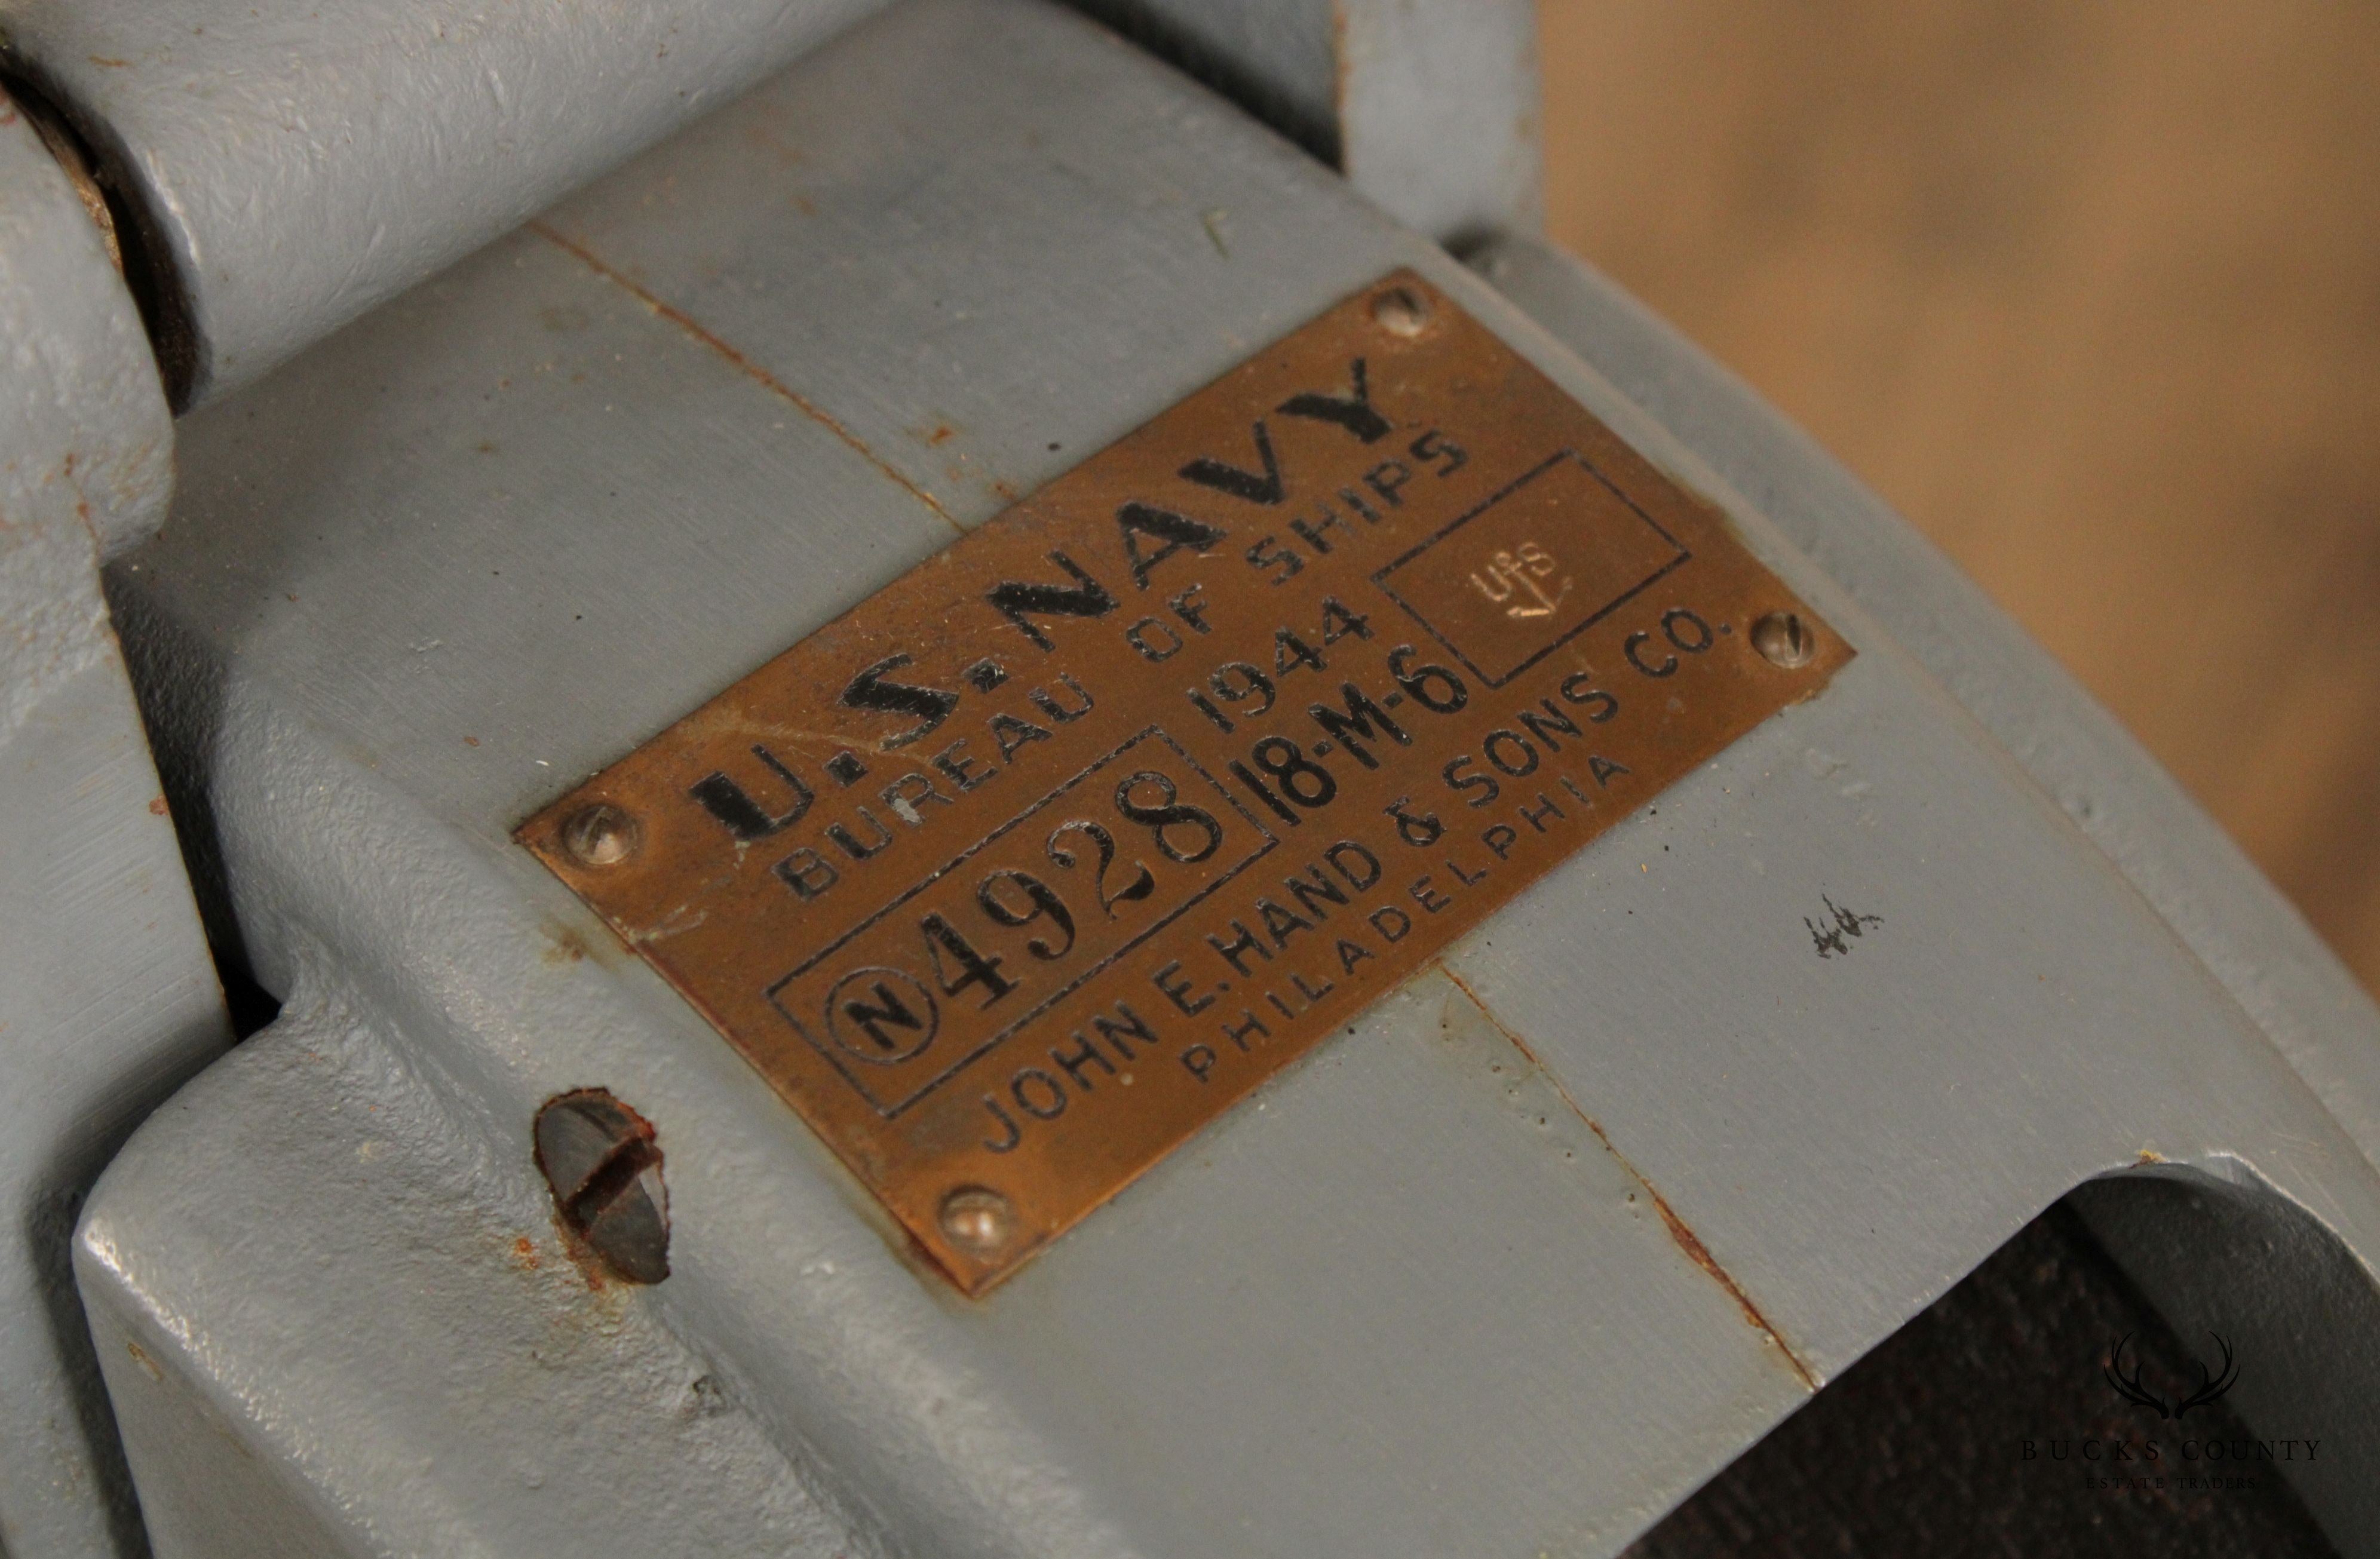 U.S. NAVY
BUREAU OF SHIPS
1944
N 4928 18-M-6
U S
JOHN E. HAND & SONS CO.
PHILADELPHIA
BUCKS COUNTY
ESTATE TRADERS